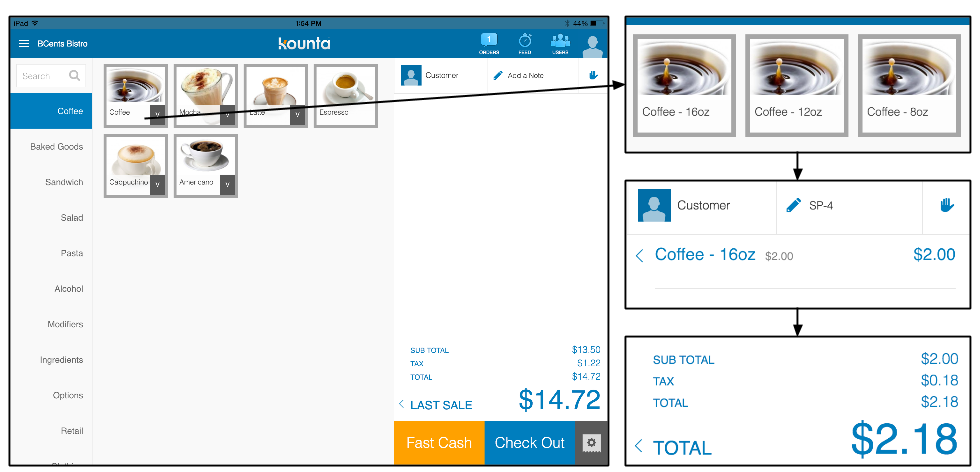 iPad 1:04 PM 44%
BCents Bistro
kounta
1
ORDERS
FEED
USERS
Search
Coffee
Baked Goods
Sandwich
Salad
Pasta
Alcohol
Modifiers
Ingredients
Options
Retail
Coffee
v
Mocha
v
Latte
v
Espresso
Cappuchino
v
Americano
v
Customer
Add a Note
SUB TOTAL $13.50
TAX $1.22
TOTAL $14.72
LAST SALE $14.72
Fast Cash
Check Out
Coffee - 16oz
Coffee - 12oz
Coffee - 8oz
Customer
SP-4
Coffee - 16oz $2.00 $2.00
SUB TOTAL $2.00
TAX $0.18
TOTAL $2.18
TOTAL $2.18